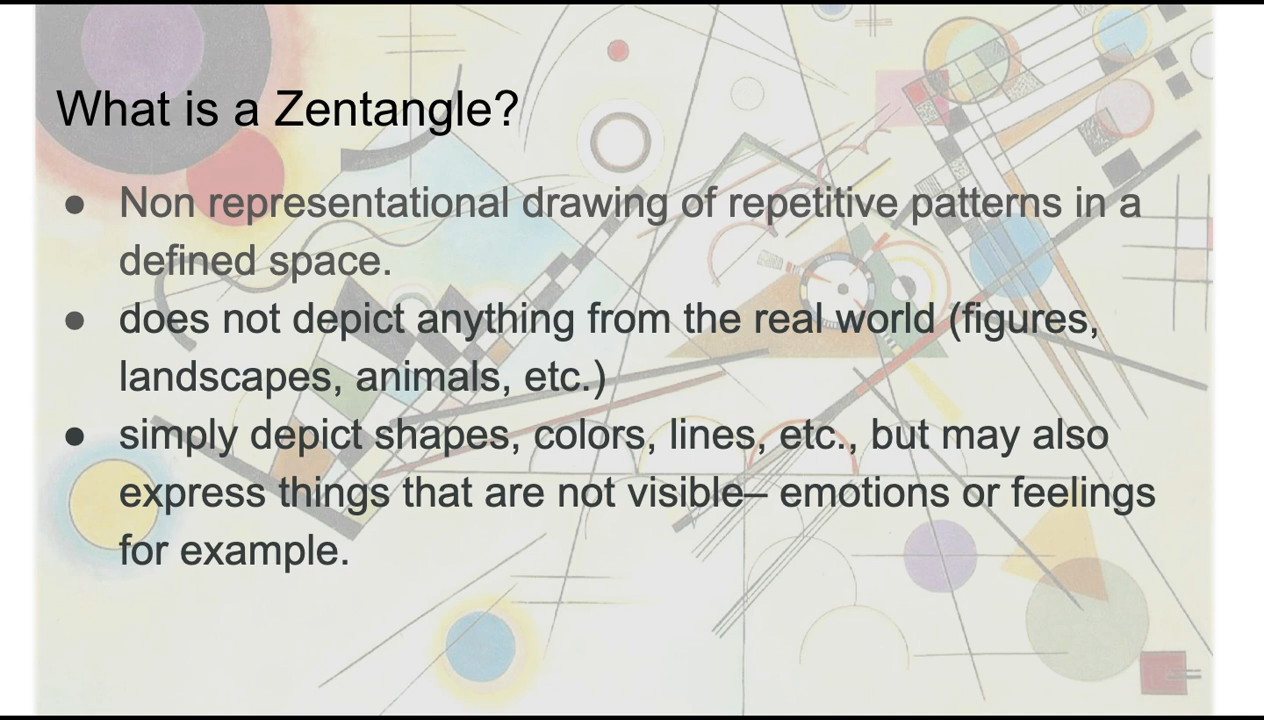 What is a Zentangle?
● Non representational drawing of repetitive patterns in a
defined space.
● does not depict anything from the real world (figures,
landscapes, animals, etc.)
● simply depict shapes, colors, lines, etc., but may also
express things that are not visible– emotions or feelings
for example.